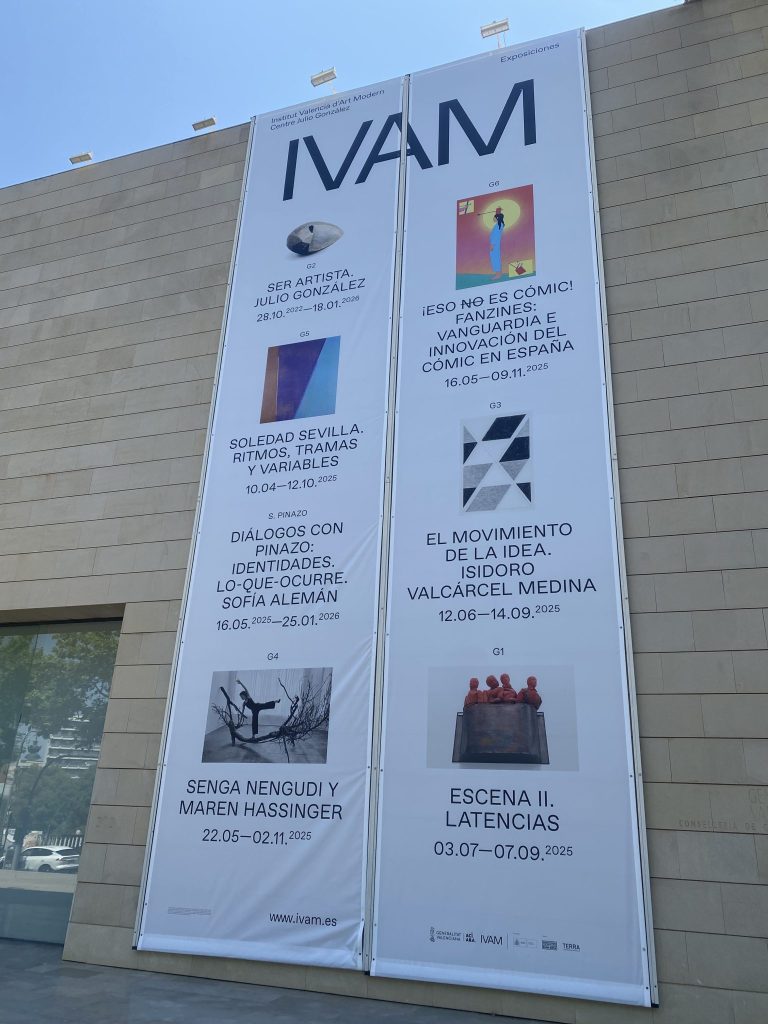 Institut Valencià d'Art Modern
Centre Julio González
Exposiciones
IVAM
G2
SER ARTISTA.
JULIO GONZÁLEZ
28.10.2022—18.01.2026
G5
SOLEDAD SEVILLA.
RITMOS, TRAMAS
Y VARIABLES
10.04—12.10.2025
S. PINAZO
DIÁLOGOS CON
PINAZO:
IDENTIDADES.
LO-QUE-OCURRE.
SOFÍA ALEMÁN
16.05.2025—25.01.2026
G4
SENGA NENGUDI Y
MAREN HASSINGER
22.05—02.11.2025
www.ivam.es
G6
¡ESO NO ES CÓMIC!
FANZINES:
VANGUARDIA E
INNOVACIÓN DEL
CÓMIC EN ESPAÑA
16.05—09.11.2025
G3
EL MOVIMIENTO
DE LA IDEA.
ISIDORO
VALCÁRCEL MEDINA
12.06—14.09.2025
G1
ESCENA II.
LATENCIAS
03.07—07.09.2025
GENERALITAT
VALENCIANA
IVAM
TERRA